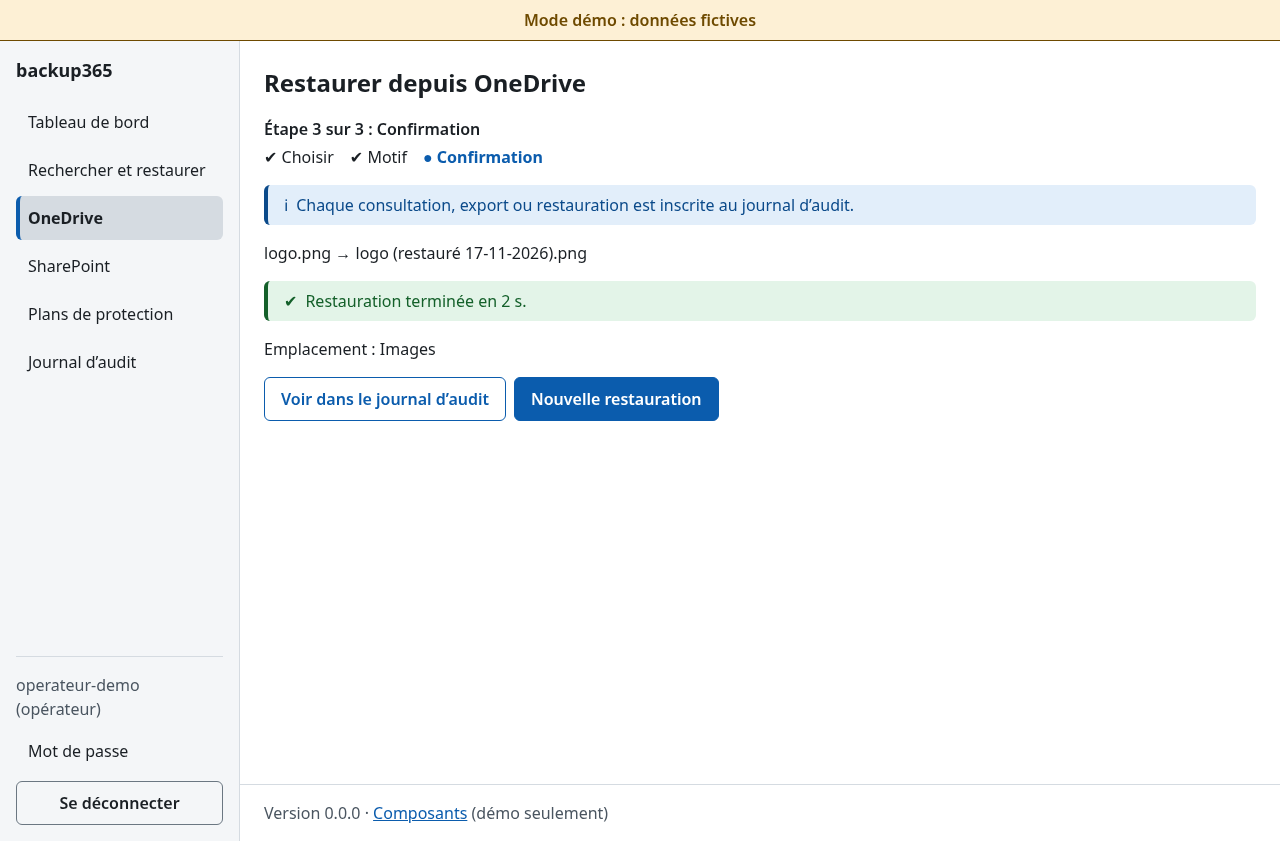 Mode démo : données fictives
backup365
Tableau de bord
Rechercher et restaurer
OneDrive
SharePoint
Plans de protection
Journal d’audit
operateur-demo
(opérateur)
Mot de passe
Se déconnecter
Restaurer depuis OneDrive
Étape 3 sur 3 : Confirmation
✔ Choisir ✔ Motif ● Confirmation
i Chaque consultation, export ou restauration est inscrite au journal d’audit.
logo.png → logo (restauré 17-11-2026).png
✔ Restauration terminée en 2 s.
Emplacement : Images
Voir dans le journal d’audit Nouvelle restauration
Version 0.0.0 · Composants (démo seulement)